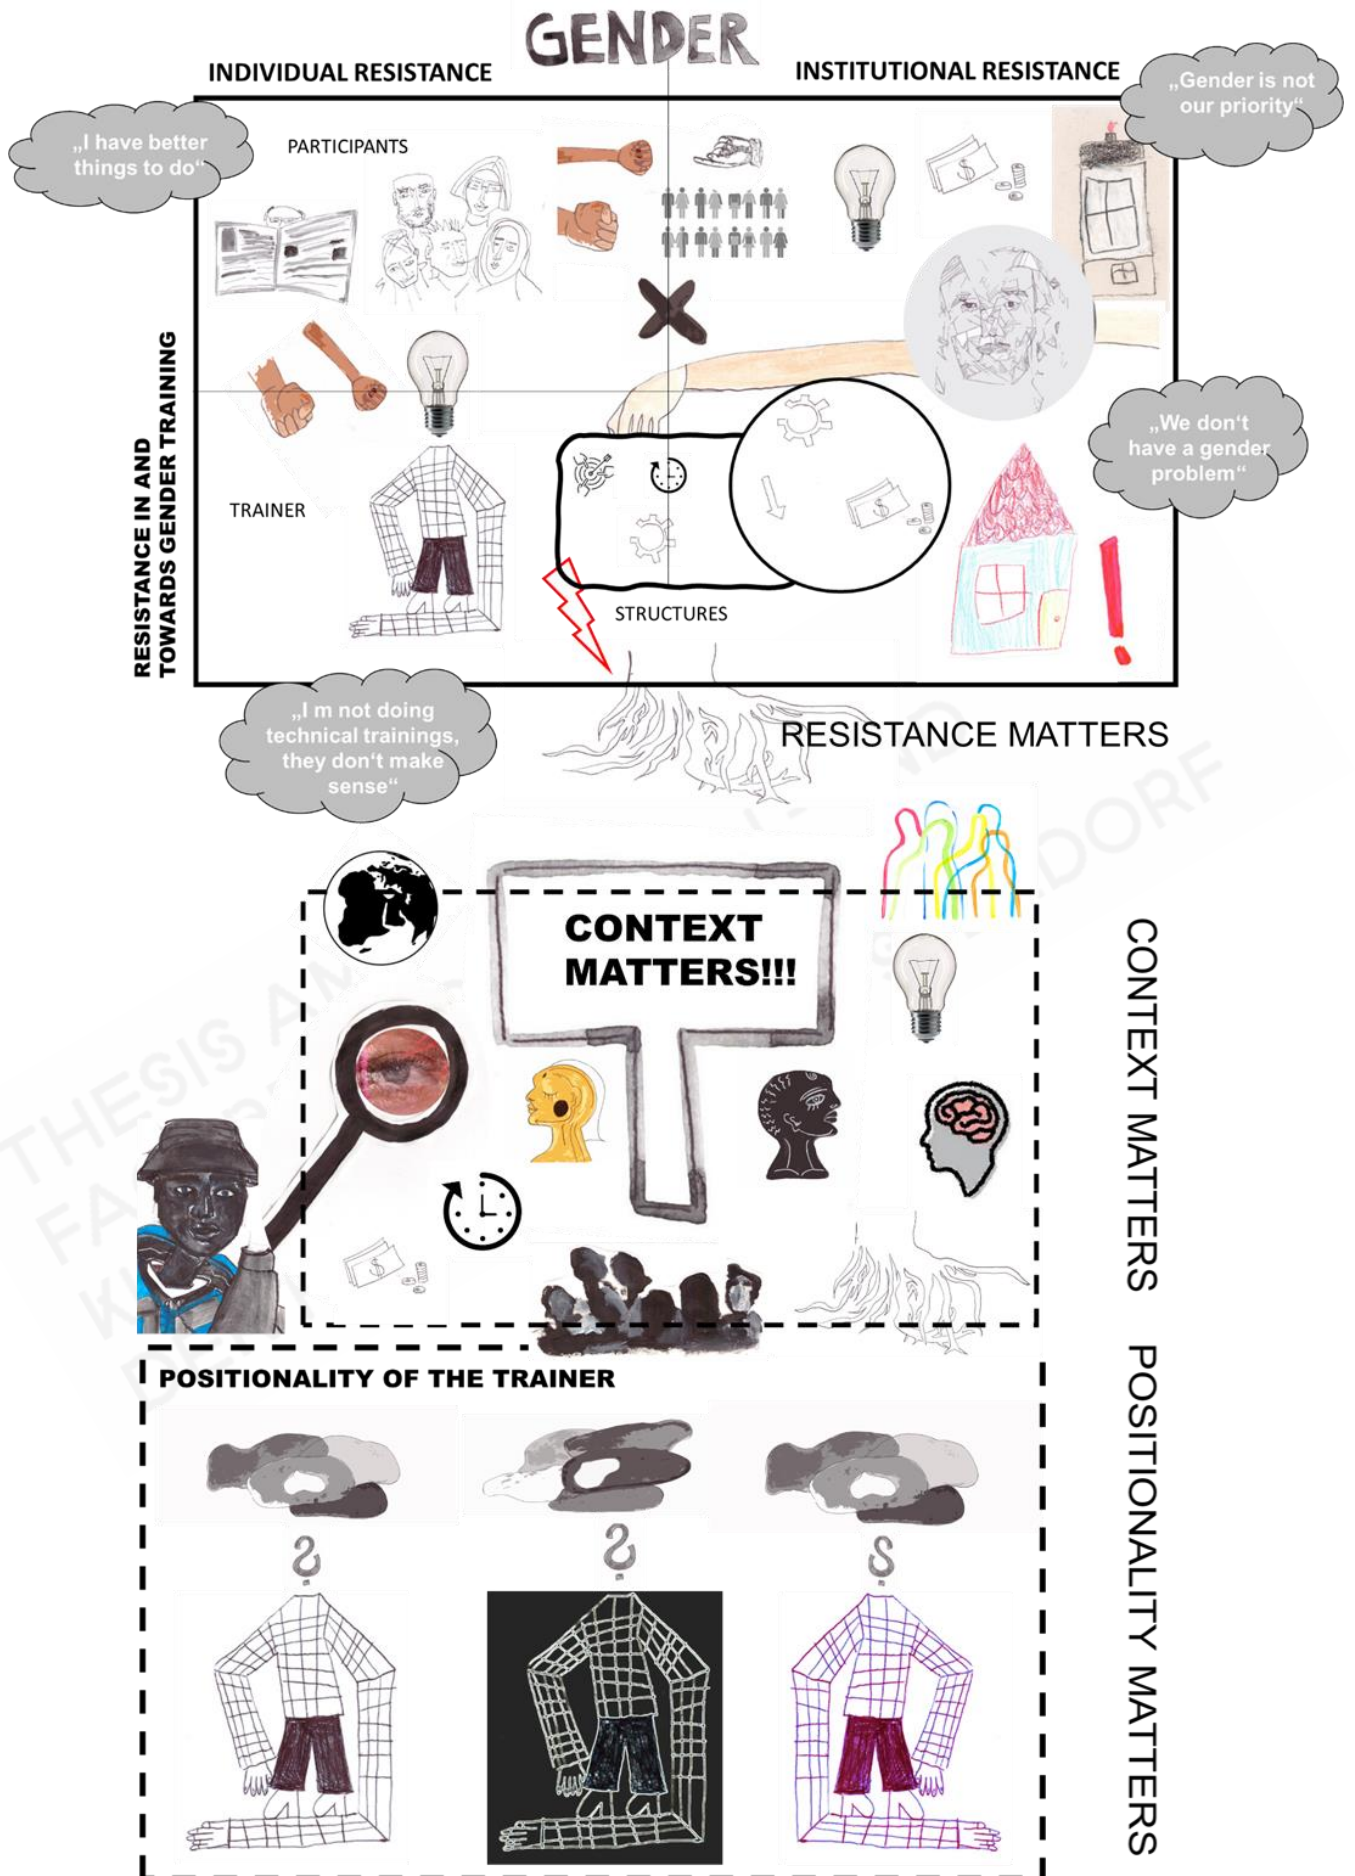 GENDER
INDIVIDUAL RESISTANCE
INSTITUTIONAL RESISTANCE
„Gender is not
our priority“
„I have better
things to do“
PARTICIPANTS
$
RESISTANCE IN AND
TOWARDS GENDER TRAINING
„We don‘t
have a gender
problem“
TRAINER
$
STRUCTURES
!
„I m not doing
technical trainings,
they don‘t make
sense“
RESISTANCE MATTERS
CONTEXT
MATTERS!!!
CONTEXT MATTERS
$
POSITIONALITY OF THE TRAINER
POSITIONALITY MATTERS
THESIS
DORF